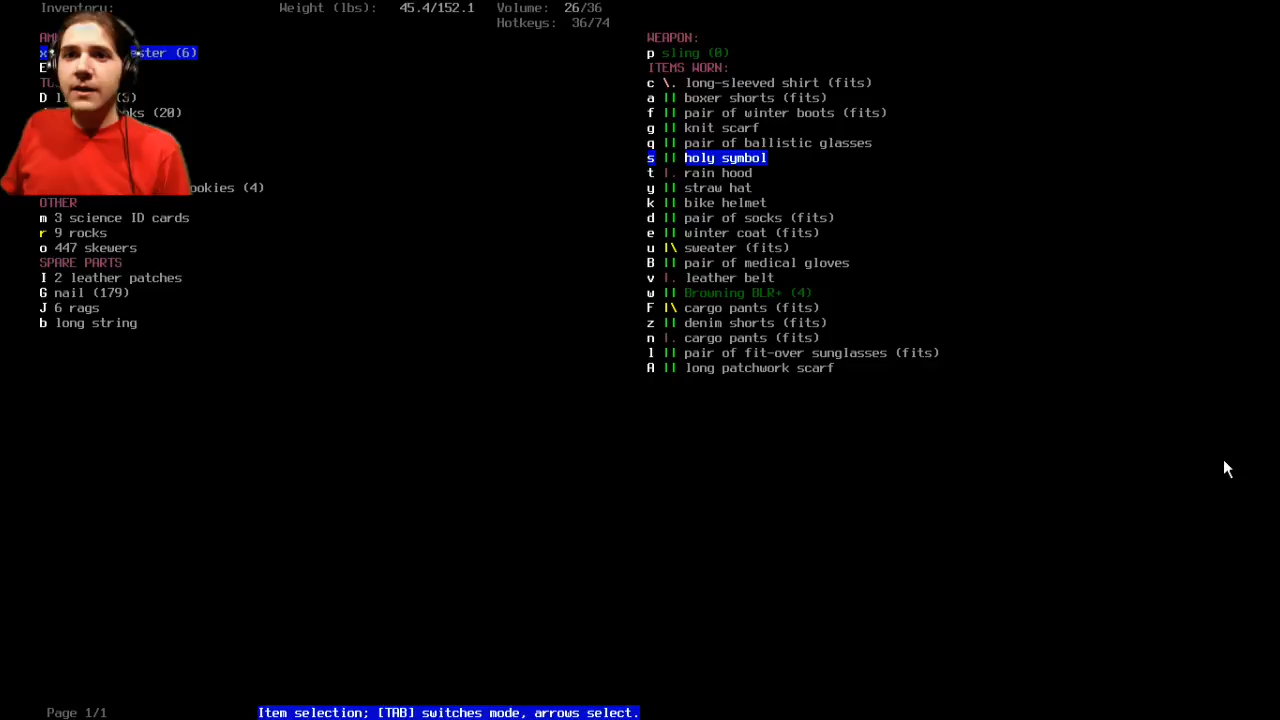 Inventory: Weight (lbs): 45.4/152.1 Volume: 26/36
Hotkeys: 36/74
x ster (6)
E
D (5)
ks (20)
ookies (4)
OTHER
m 3 science ID cards
r 9 rocks
o 447 skewers
SPARE PARTS
I 2 leather patches
G nail (179)
J 6 rags
b long string
WEAPON:
p sling (0)
ITEMS WORN:
c \. long-sleeved shirt (fits)
a || boxer shorts (fits)
f || pair of winter boots (fits)
g || knit scarf
q || pair of ballistic glasses
s || holy symbol
t |. rain hood
y || straw hat
k || bike helmet
d || pair of socks (fits)
e || winter coat (fits)
u |\ sweater (fits)
B || pair of medical gloves
v |. leather belt
w || Browning BLR+ (4)
F |\ cargo pants (fits)
z || denim shorts (fits)
n |. cargo pants (fits)
l || pair of fit-over sunglasses (fits)
A || long patchwork scarf
Page 1/1 Item selection; [TAB] switches mode, arrows select.